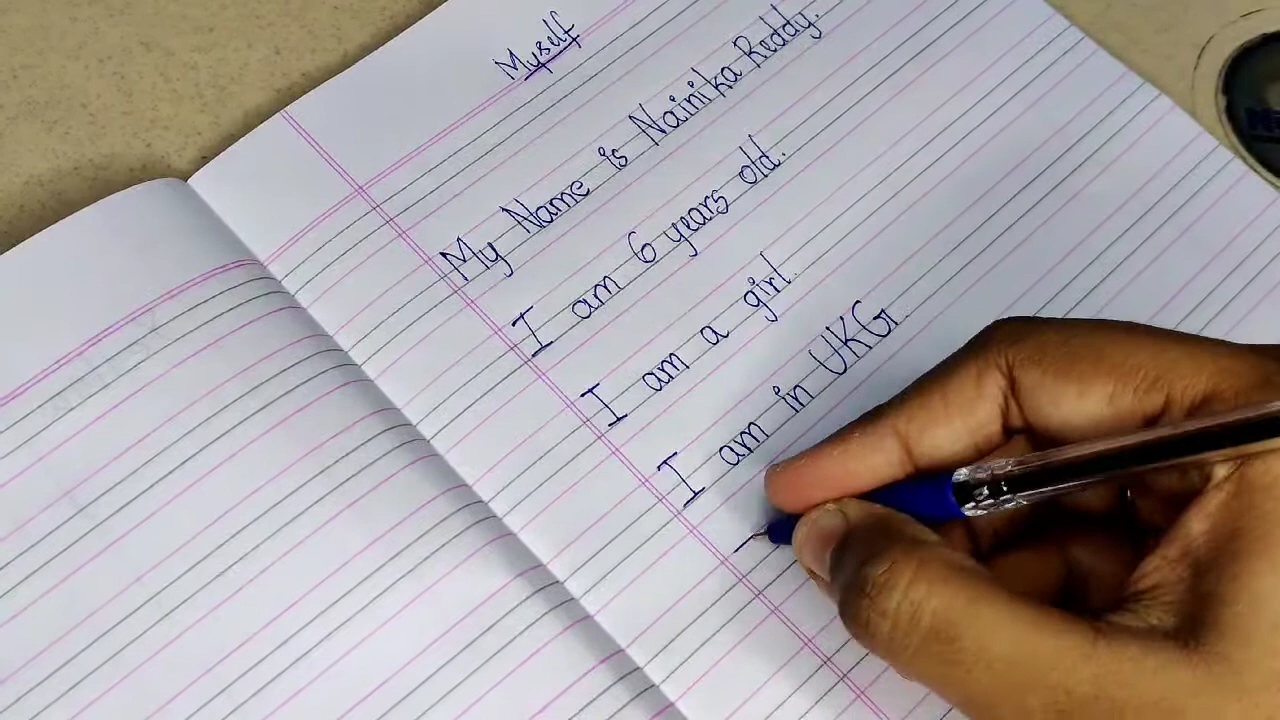 Myself
My Name is Nainika Reddy.
I am 6 years old.
I am a girl.
I am in UKG